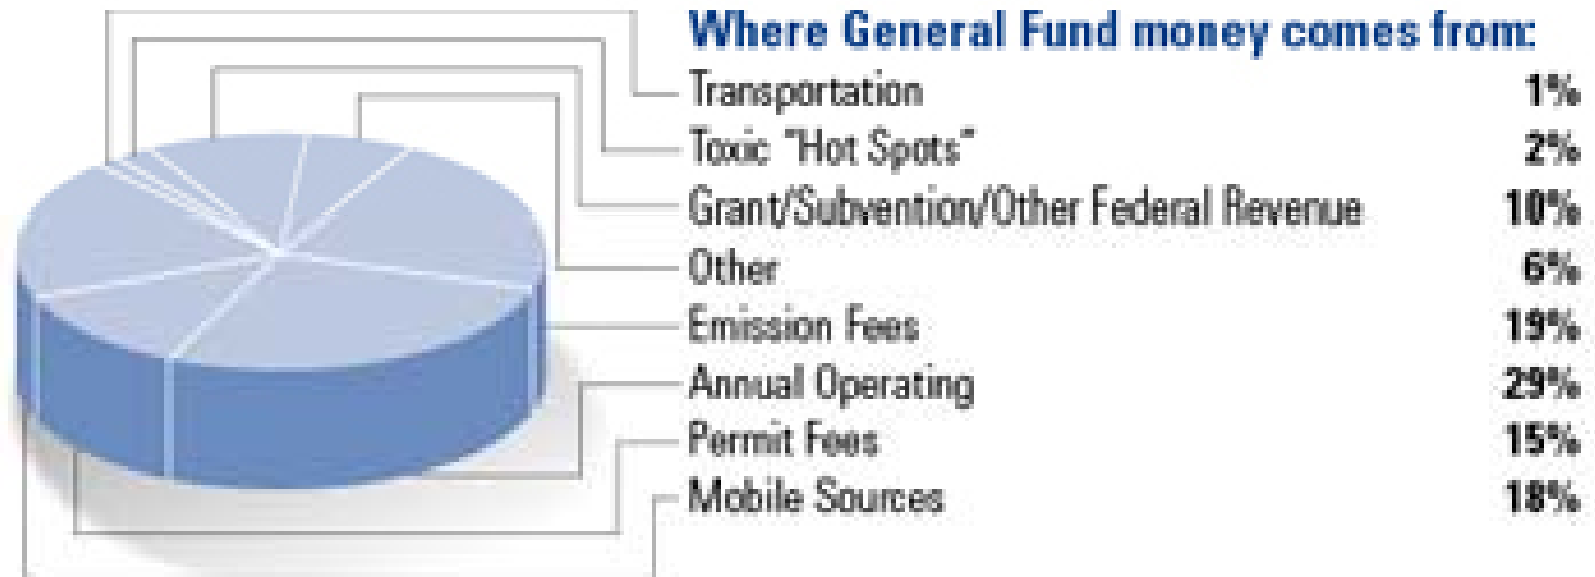 Where General Fund money comes from:
Transportation 1%
Toxic "Hot Spots" 2%
Grant/Subvention/Other Federal Revenue 10%
Other 6%
Emission Fees 19%
Annual Operating 29%
Permit Fees 15%
Mobile Sources 18%